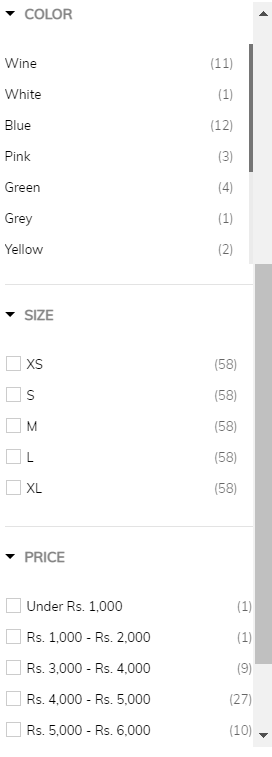 COLOR
Wine (11)
White (1)
Blue (12)
Pink (3)
Green (4)
Grey (1)
Yellow (2)
SIZE
XS (58)
S (58)
M (58)
L (58)
XL (58)
PRICE
Under Rs. 1,000 (1)
Rs. 1,000 - Rs. 2,000 (1)
Rs. 3,000 - Rs. 4,000 (9)
Rs. 4,000 - Rs. 5,000 (27)
Rs. 5,000 - Rs. 6,000 (10)